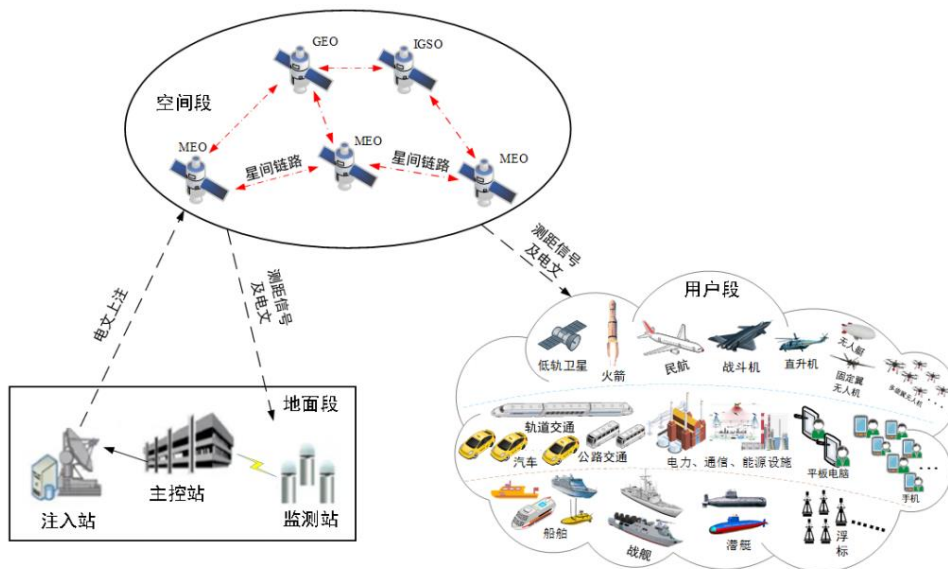 GEO
IGSO
空间段
MEO
MEO
MEO
星间链路
星间链路
电文上注
测距信号
及电文
测距信号
及电文
地面段
注入站
主控站
监测站
用户段
低轨卫星
火箭
民航
战斗机
直升机
无人艇
固定翼
无人机
多旋翼无人机
轨道交通
汽车
公路交通
电力、通信、能源设施
平板电脑
手机
船舶
战舰
潜艇
浮
标